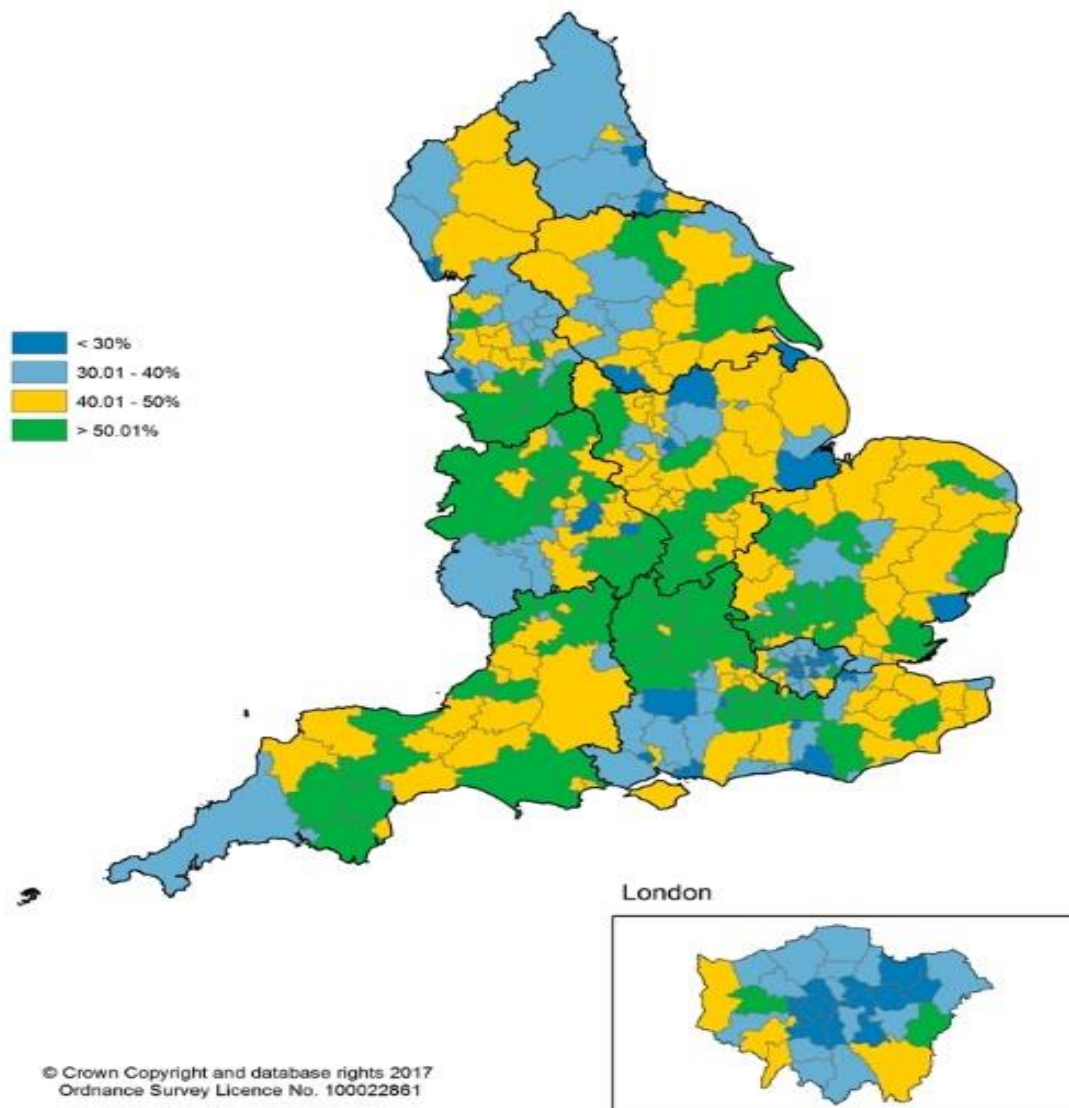 < 30%
30.01 - 40%
40.01 - 50%
> 50.01%
London
© Crown Copyright and database rights 2017
Ordnance Survey Licence No. 100022861